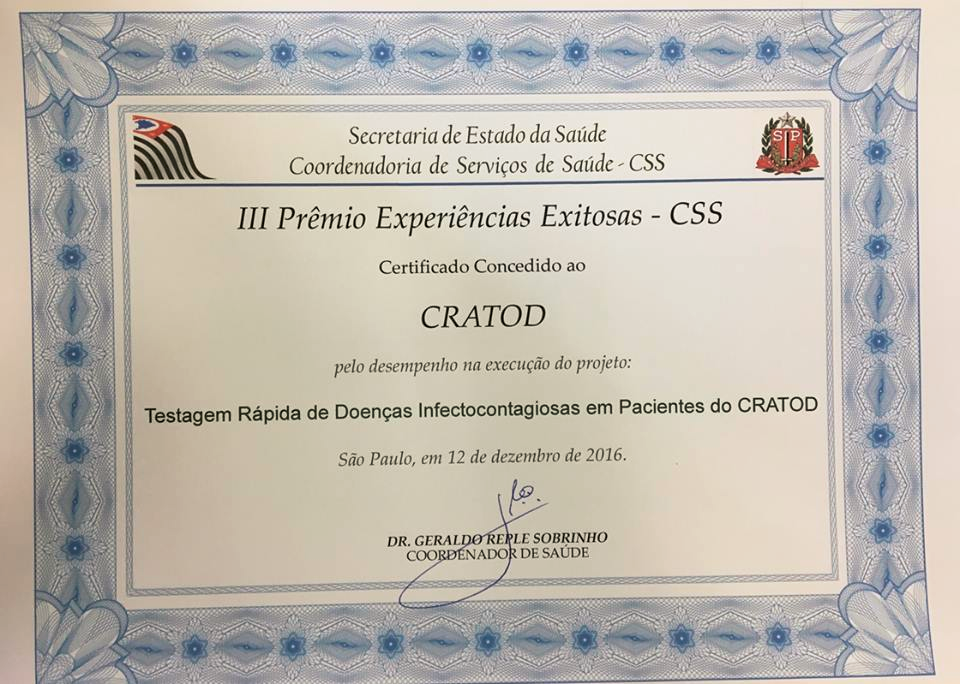 Secretaria de Estado da Saúde
Coordenadoria de Serviços de Saúde - CSS
SP
III Prêmio Experiências Exitosas - CSS
Certificado Concedido ao
CRATOD
pelo desempenho na execução do projeto:
Testagem Rápida de Doenças Infectocontagiosas em Pacientes do CRATOD
São Paulo, em 12 de dezembro de 2016.
DR. GERALDO REPLE SOBRINHO
COORDENADOR DE SAÚDE